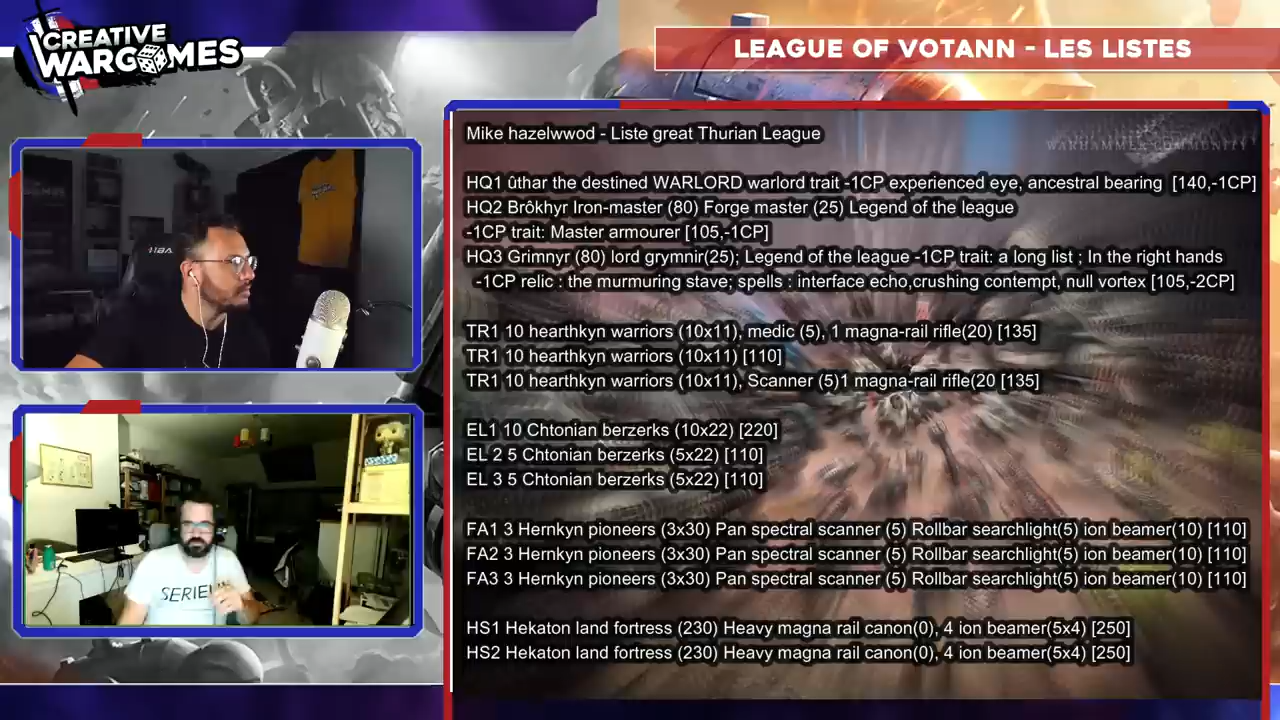 CREATIVE
WARGAMES
LEAGUE OF VOTANN - LES LISTES
WARHAMMER-COMMUNITY
Mike hazelwwod - Liste great Thurian League
HQ1 ûthar the destined WARLORD warlord trait -1CP experienced eye, ancestral bearing [140,-1CP]
HQ2 Brôkhyr Iron-master (80) Forge master (25) Legend of the league
-1CP trait: Master armourer [105,-1CP]
HQ3 Grimnyr (80) lord grymnir(25); Legend of the league -1CP trait: a long list ; In the right hands
-1CP relic : the murmuring stave; spells : interface echo,crushing contempt, null vortex [105,-2CP]
TR1 10 hearthkyn warriors (10x11), medic (5), 1 magna-rail rifle(20) [135]
TR1 10 hearthkyn warriors (10x11) [110]
TR1 10 hearthkyn warriors (10x11), Scanner (5)1 magna-rail rifle(20 [135]
EL1 10 Chtonian berzerks (10x22) [220]
EL 2 5 Chtonian berzerks (5x22) [110]
EL 3 5 Chtonian berzerks (5x22) [110]
FA1 3 Hernkyn pioneers (3x30) Pan spectral scanner (5) Rollbar searchlight(5) ion beamer(10) [110]
FA2 3 Hernkyn pioneers (3x30) Pan spectral scanner (5) Rollbar searchlight(5) ion beamer(10) [110]
FA3 3 Hernkyn pioneers (3x30) Pan spectral scanner (5) Rollbar searchlight(5) ion beamer(10) [110]
HS1 Hekaton land fortress (230) Heavy magna rail canon(0), 4 ion beamer(5x4) [250]
HS2 Hekaton land fortress (230) Heavy magna rail canon(0), 4 ion beamer(5x4) [250]